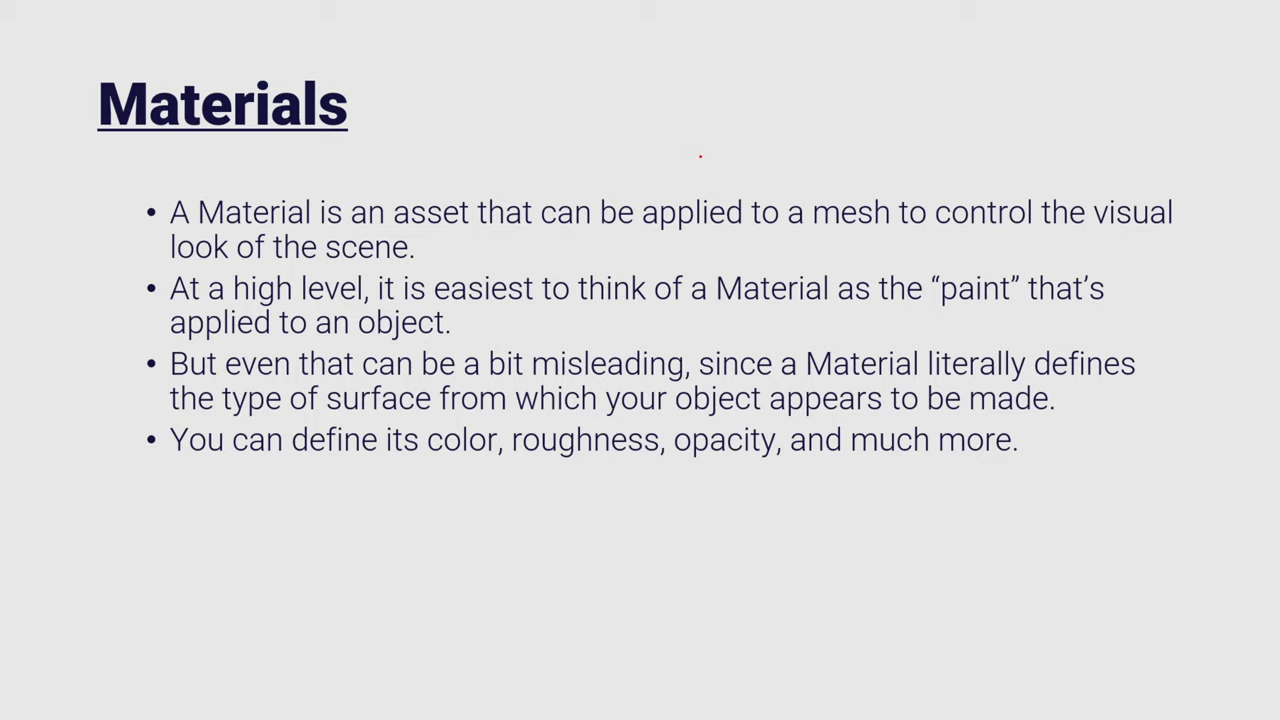 Materials
• A Material is an asset that can be applied to a mesh to control the visual
look of the scene.
• At a high level, it is easiest to think of a Material as the “paint” that’s
applied to an object.
• But even that can be a bit misleading, since a Material literally defines
the type of surface from which your object appears to be made.
• You can define its color, roughness, opacity, and much more.